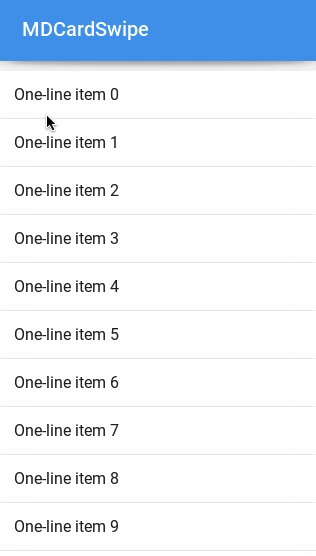 MDCardSwipe
One-line item 0
One-line item 1
One-line item 2
One-line item 3
One-line item 4
One-line item 5
One-line item 6
One-line item 7
One-line item 8
One-line item 9